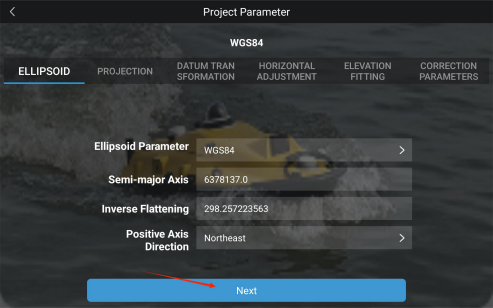 Project Parameter
WGS84
ELLIPSOID
PROJECTION
DATUM TRAN
SFORMATION
HORIZONTAL
ADJUSTMENT
ELEVATION
FITTING
CORRECTION
PARAMETERS
Ellipsoid Parameter
WGS84
Semi-major Axis
6378137.0
Inverse Flattening
298.257223563
Positive Axis
Direction
Northeast
Next